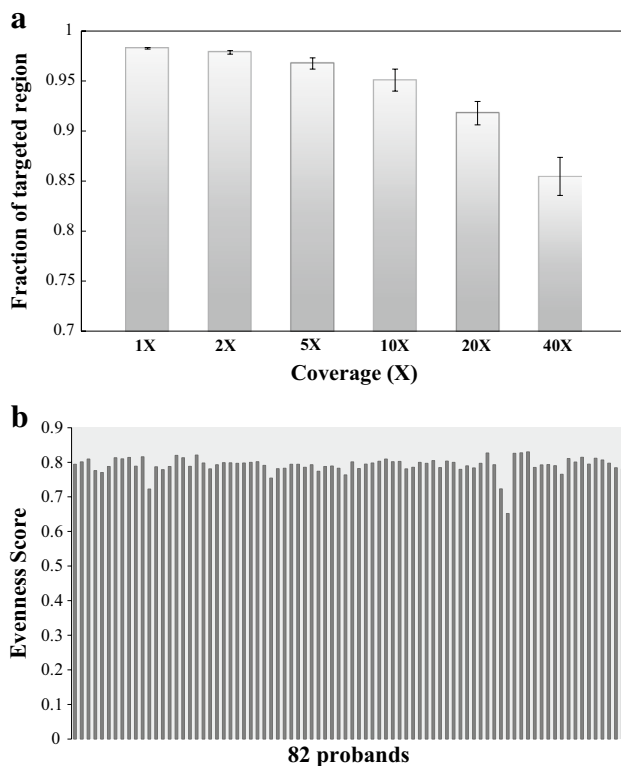 a
Fraction of targeted region
1
0.95
0.9
0.85
0.8
0.75
0.7
1X 2X 5X 10X 20X 40X
Coverage (X)
b
Evenness Score
0.9
0.8
0.7
0.6
0.5
0.4
0.3
0.2
0.1
0
82 probands